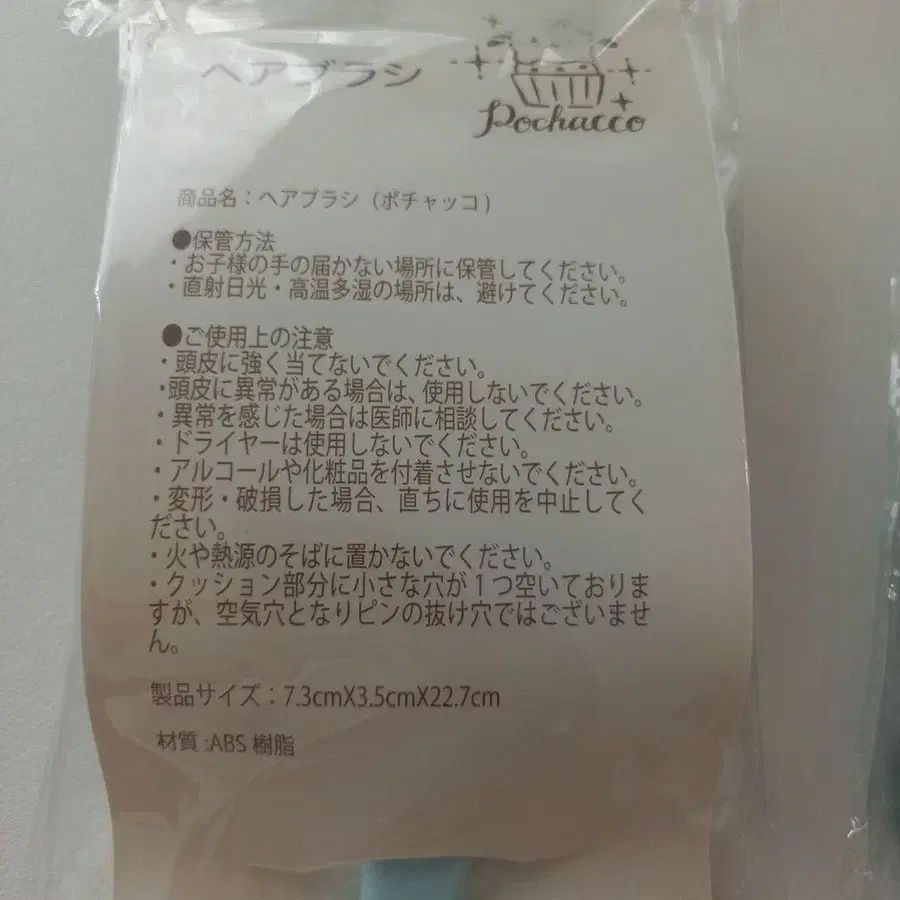 ヘアブラシ
Pochacco
商品名：ヘアブラシ（ポチャッコ）
●保管方法
・お子様の手の届かない場所に保管してください。
・直射日光・高温多湿の場所は、避けてください。
●ご使用上の注意
・頭皮に強く当てないでください。
・頭皮に異常がある場合は、使用しないでください。
・異常を感じた場合は医師に相談してください。
・ドライヤーは使用しないでください。
・アルコールや化粧品を付着させないでください。
・変形・破損した場合、直ちに使用を中止してく
ださい。
・火や熱源のそばに置かないでください。
・クッション部分に小さな穴が１つ空いておりま
すが、空気穴となりピンの抜け穴ではございませ
ん。
製品サイズ：7.3cmX3.5cmX22.7cm
材質:ABS 樹脂